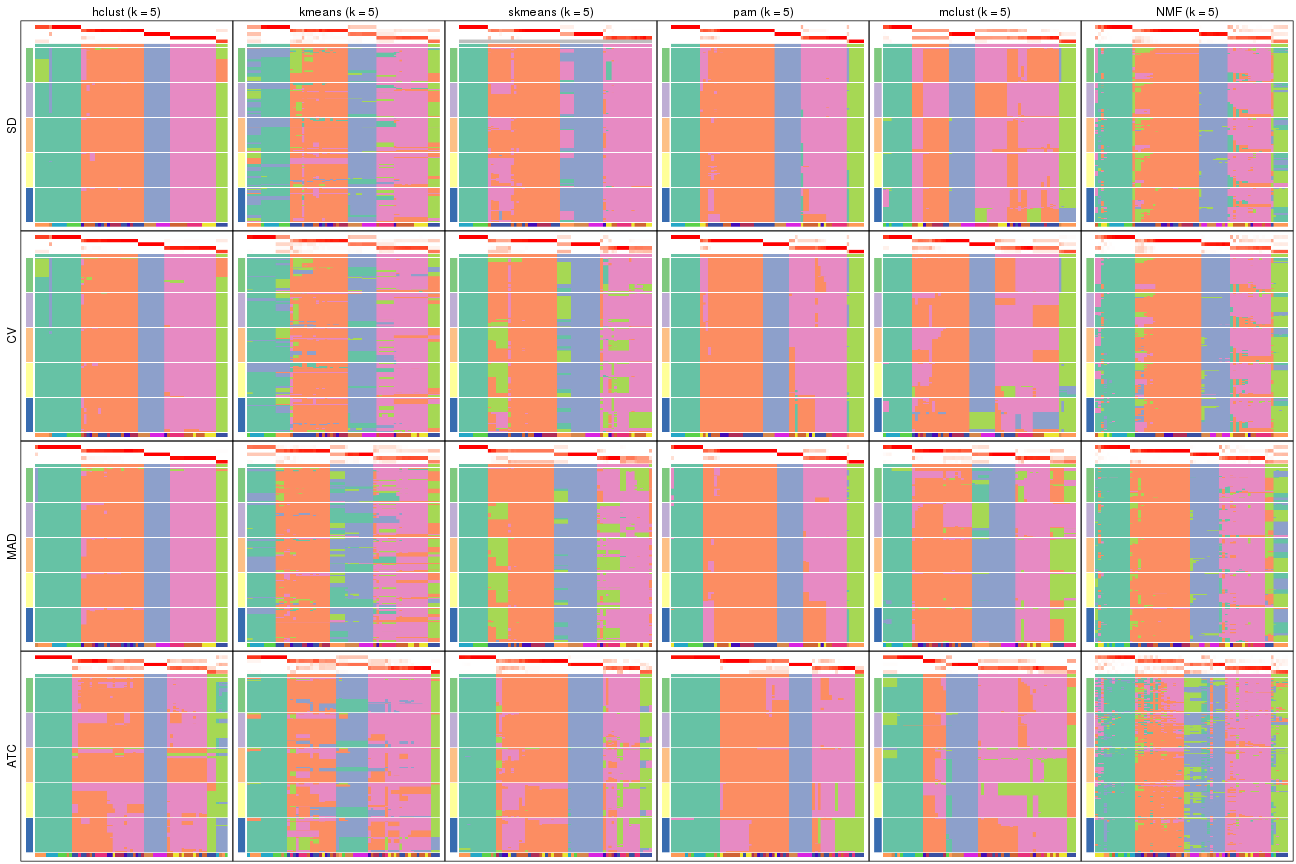 hclust (k = 5)
kmeans (k = 5)
skmeans (k = 5)
pam (k = 5)
mclust (k = 5)
NMF (k = 5)
SD
CV
MAD
ATC